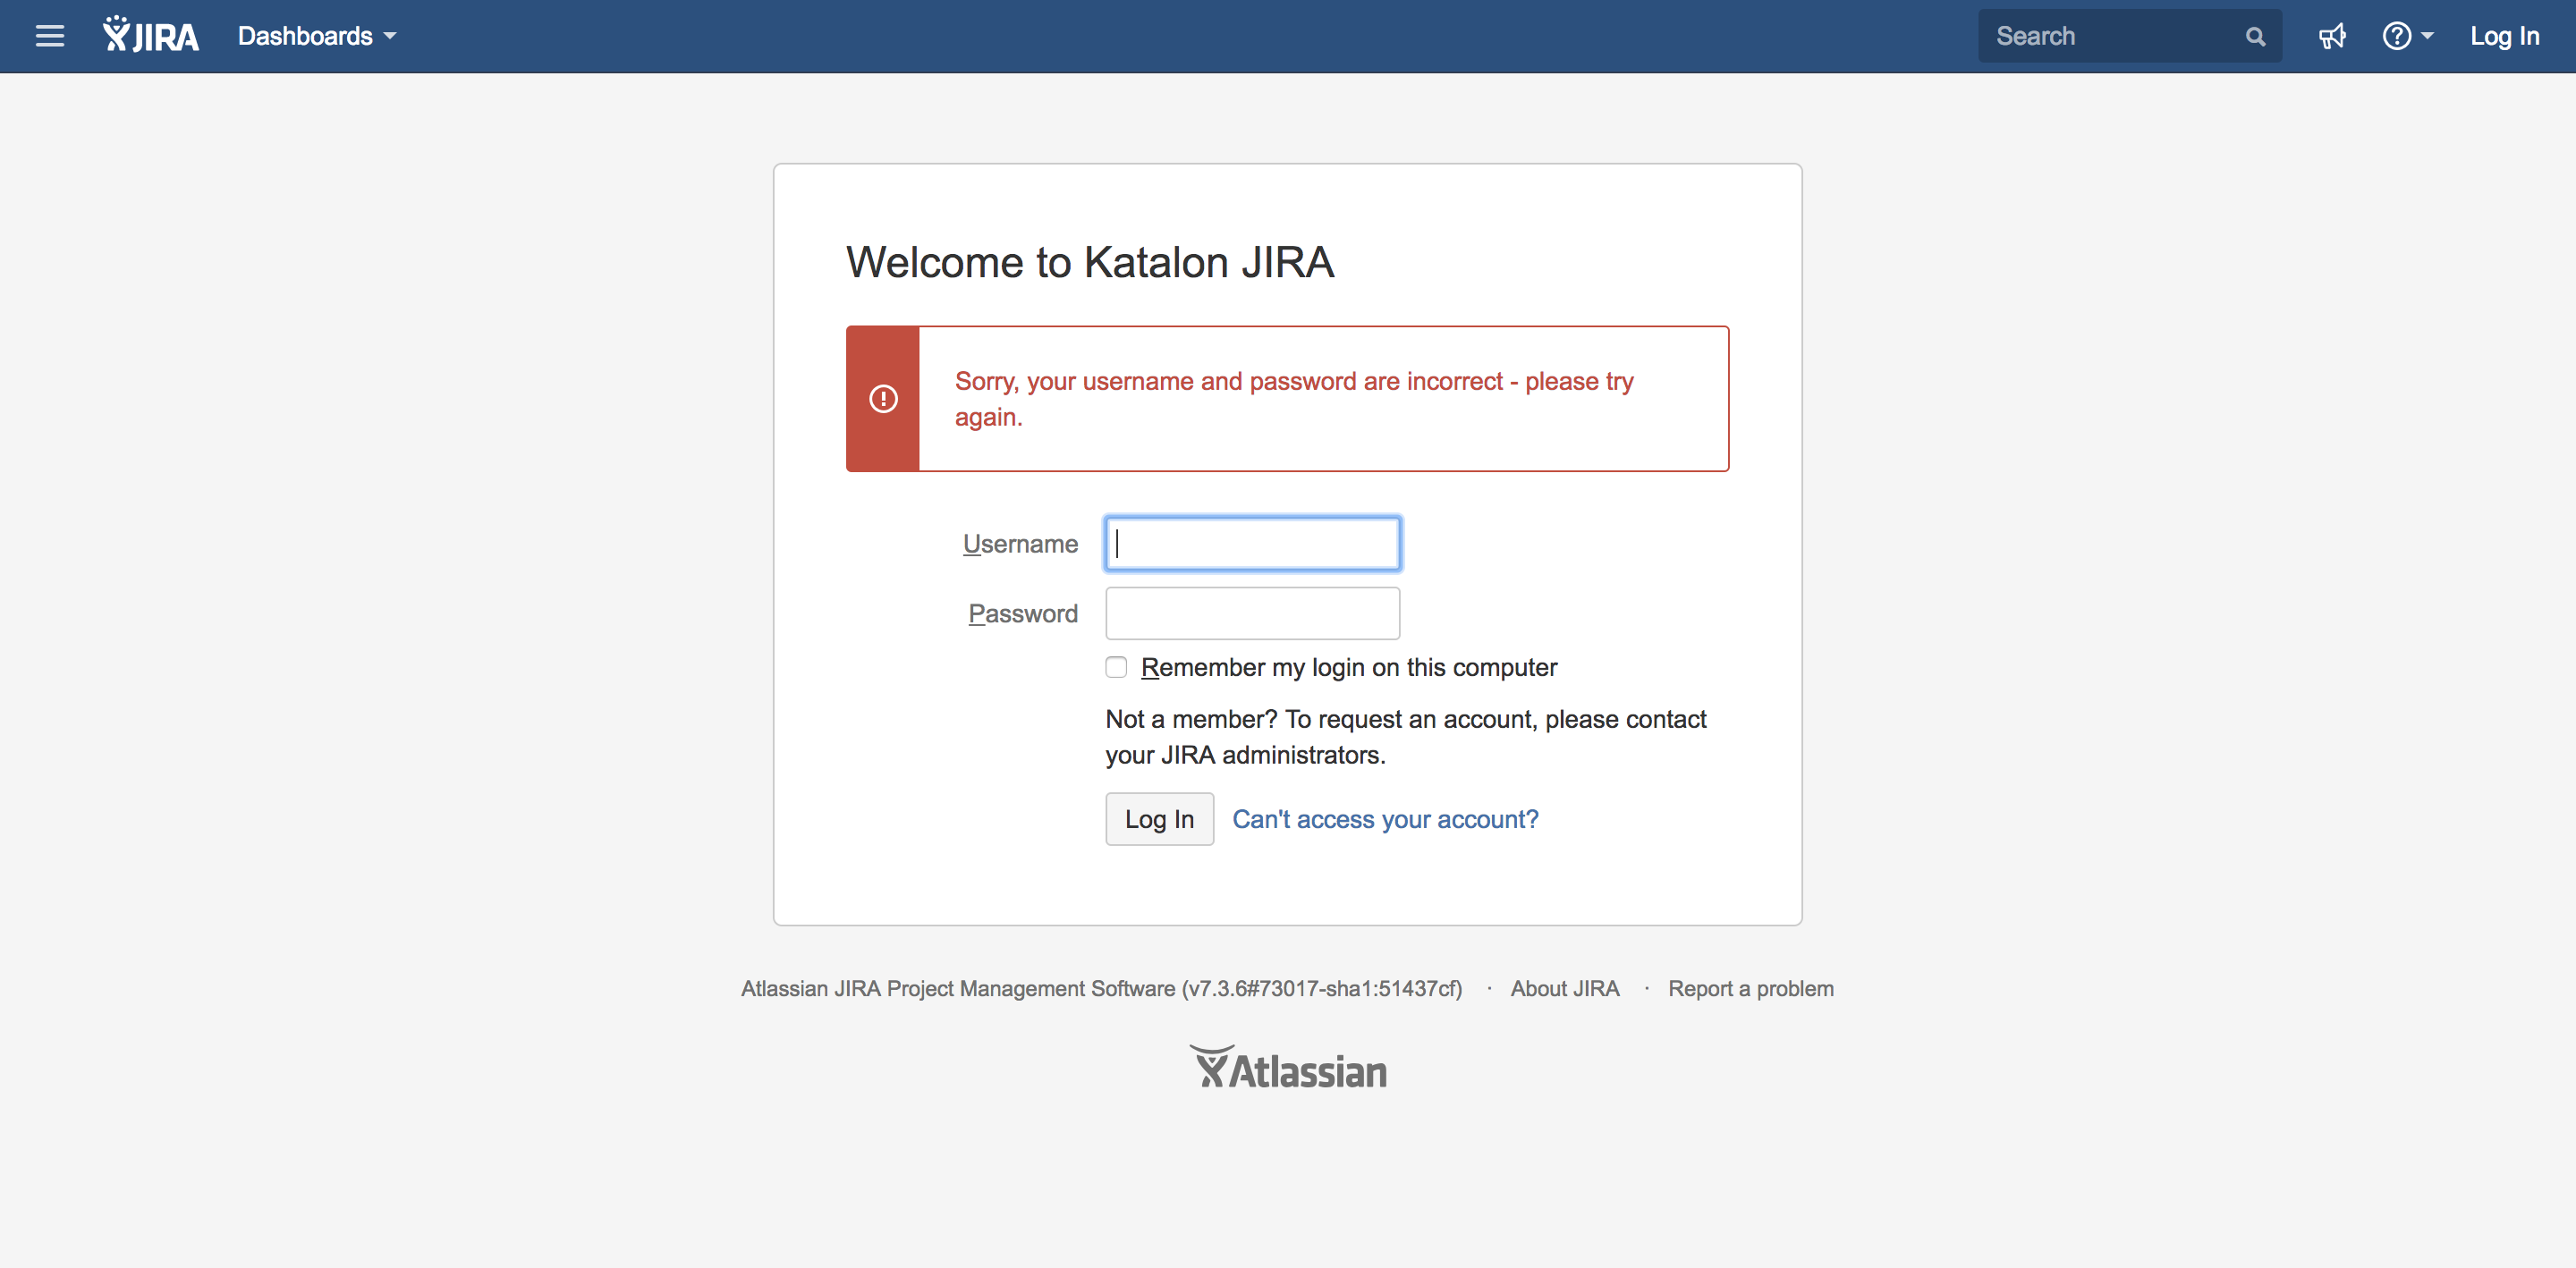 JIRA Dashboards Search Log In
Welcome to Katalon JIRA
Sorry, your username and password are incorrect - please try
again.
Username
Password
Remember my login on this computer
Not a member? To request an account, please contact
your JIRA administrators.
Log In Can't access your account?
Atlassian JIRA Project Management Software (v7.3.6#73017-sha1:51437cf) · About JIRA · Report a problem
Atlassian